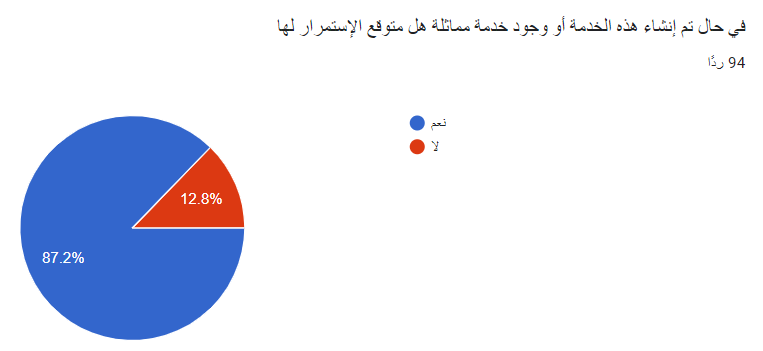 في حال تم إنشاء هذه الخدمة أو وجود خدمة مماثلة هل متوقع الإستمرار لها
94 ردًا
نعم
لا
12.8%
87.2%